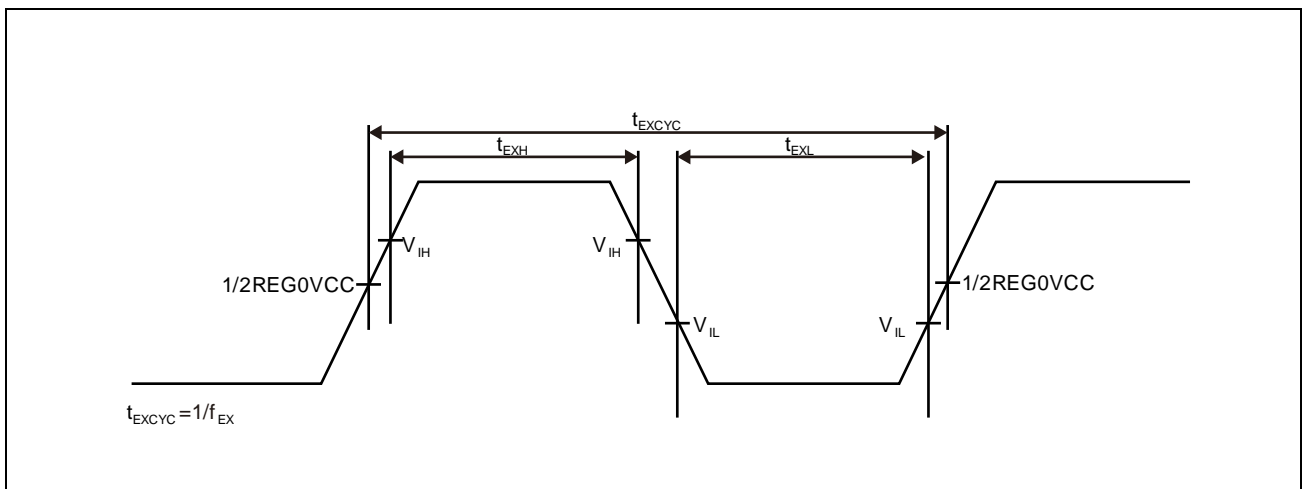 tEXCYC
tEXH
tEXL
VIH
VIH
1/2REG0VCC
1/2REG0VCC
VIL
VIL
tEXCYC=1/fEX